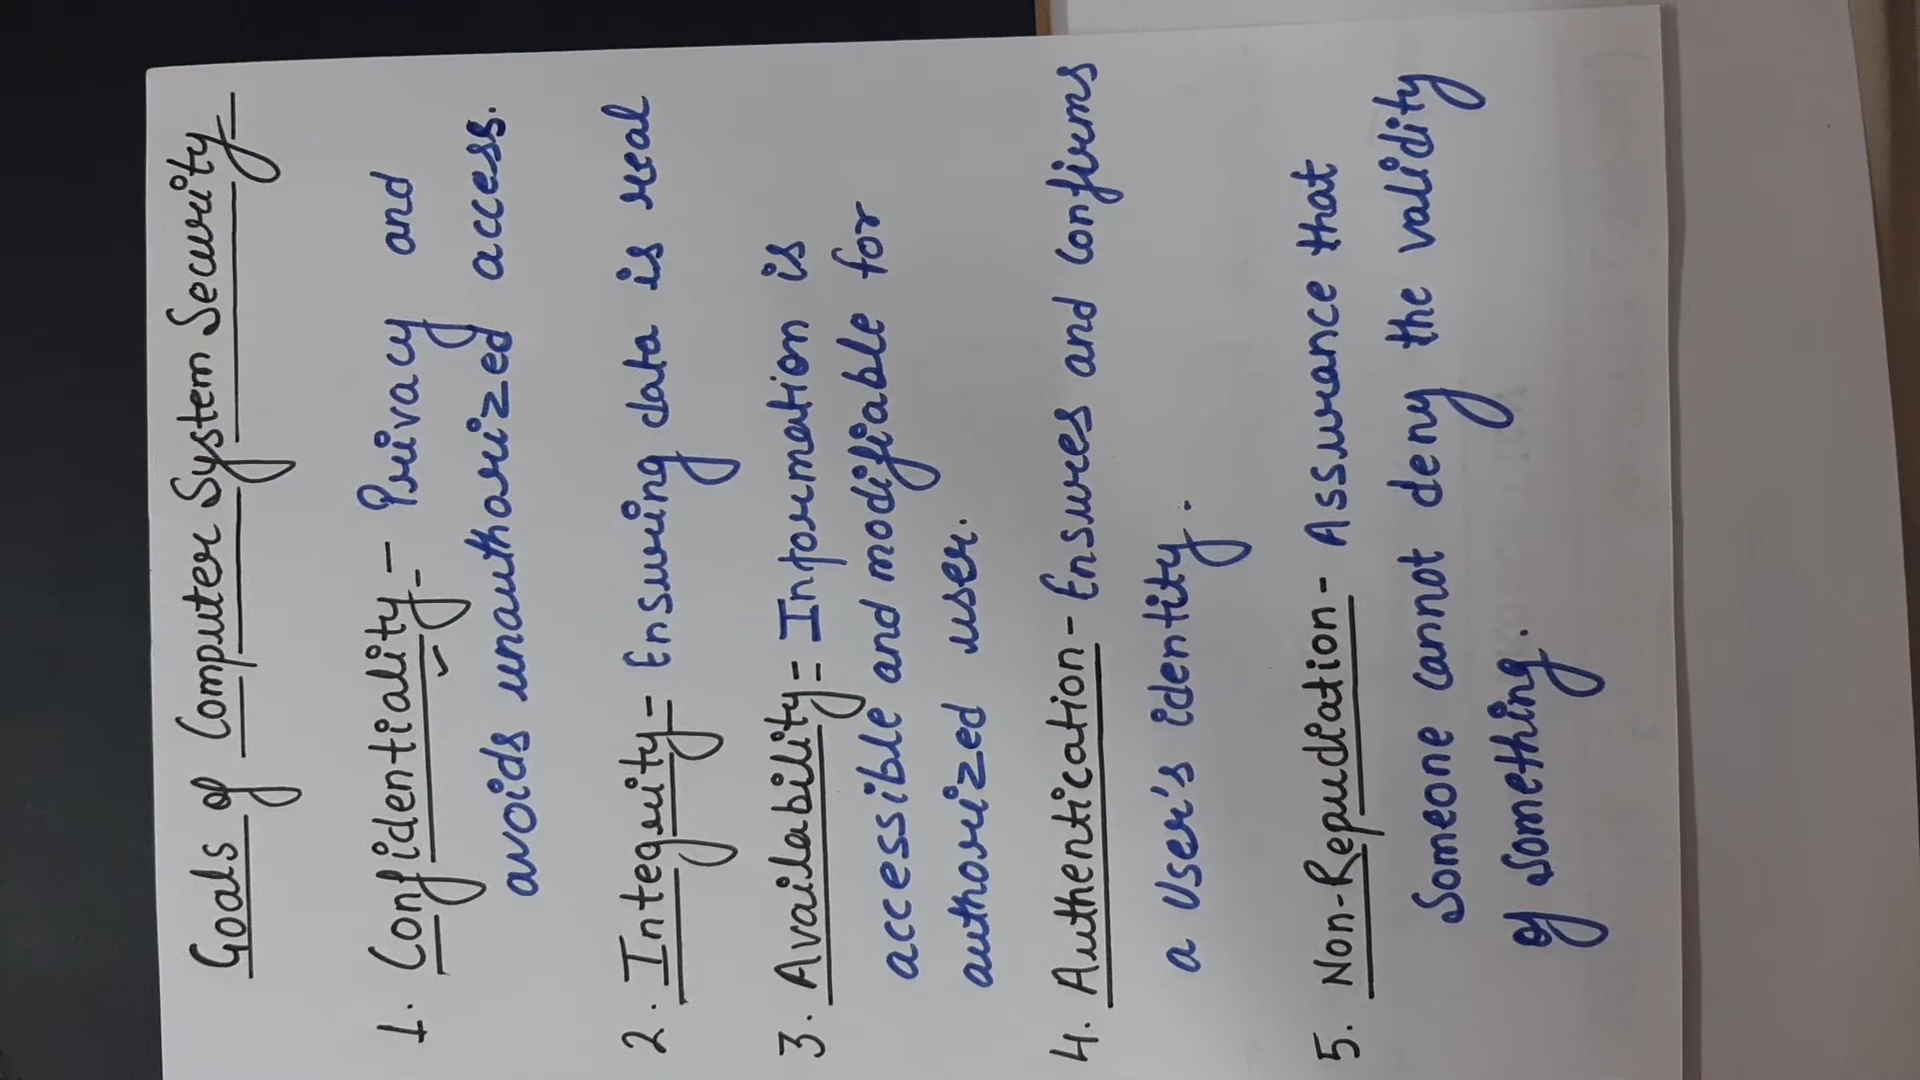 Goals of Computer System Security
1. Confidentiality - Privacy and
avoids unauthorized access.
2. Integrity = Ensuring data is real
3. Availability = Information is
accessible and modifiable for
authorized user.
4. Authentication - Ensures and confirms
a User's identity.
5. Non-Repudiation - Assurance that
Someone cannot deny the validity
of something.